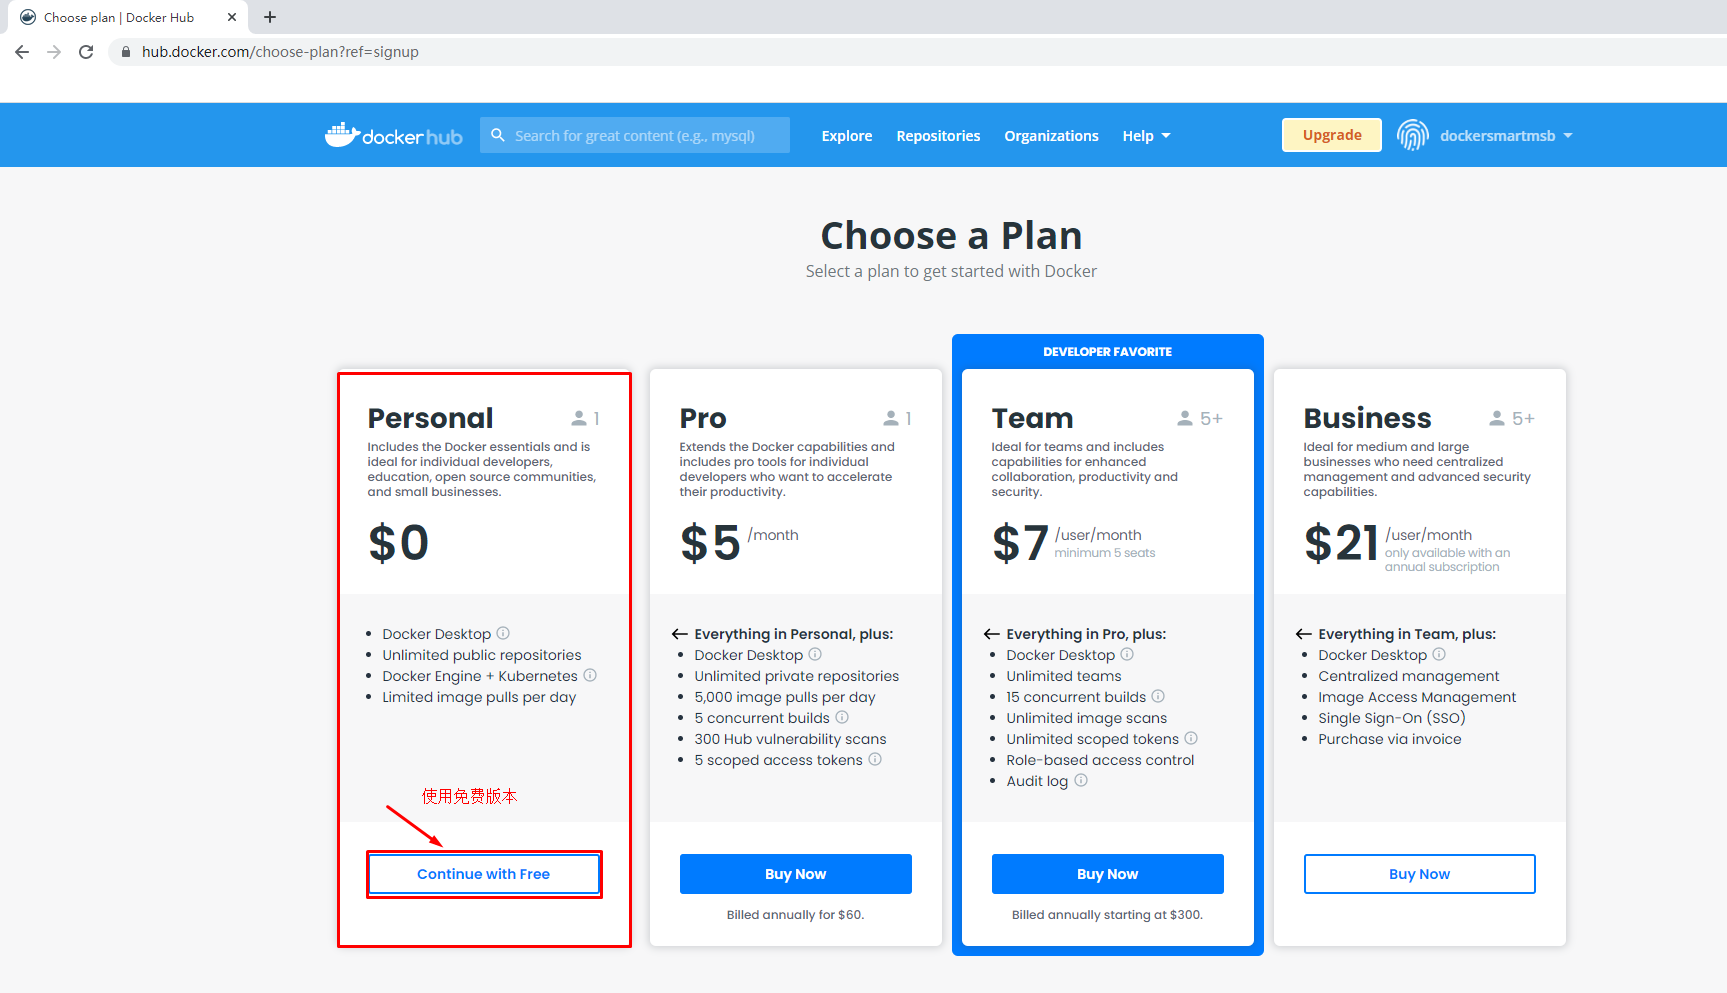 Choose plan | Docker Hub
hub.docker.com/choose-plan?ref=signup
docker hub
Search for great content (e.g., mysql)
Explore
Repositories
Organizations
Help
Upgrade
dockersmartmsb
Choose a Plan
Select a plan to get started with Docker
Personal
1
Includes the Docker essentials and is
ideal for individual developers,
education, open source communities,
and small businesses.
$0
Docker Desktop
Unlimited public repositories
Docker Engine + Kubernetes
Limited image pulls per day
使用免费版本
Continue with Free
Pro
1
Extends the Docker capabilities and
includes pro tools for individual
developers who want to accelerate
their productivity.
$5 /month
Everything in Personal, plus:
Docker Desktop
Unlimited private repositories
5,000 image pulls per day
5 concurrent builds
300 Hub vulnerability scans
5 scoped access tokens
Buy Now
Billed annually for $60.
DEVELOPER FAVORITE
Team
5+
Ideal for teams and includes
capabilities for enhanced
collaboration, productivity and
security.
$7 /user/month
minimum 5 seats
Everything in Pro, plus:
Docker Desktop
Unlimited teams
15 concurrent builds
Unlimited image scans
Unlimited scoped tokens
Role-based access control
Audit log
Buy Now
Billed annually starting at $300.
Business
5+
Ideal for medium and large
businesses who need centralized
management and advanced security
capabilities.
$21 /user/month
only available with an
annual subscription
Everything in Team, plus:
Docker Desktop
Centralized management
Image Access Management
Single Sign-On (SSO)
Purchase via invoice
Buy Now